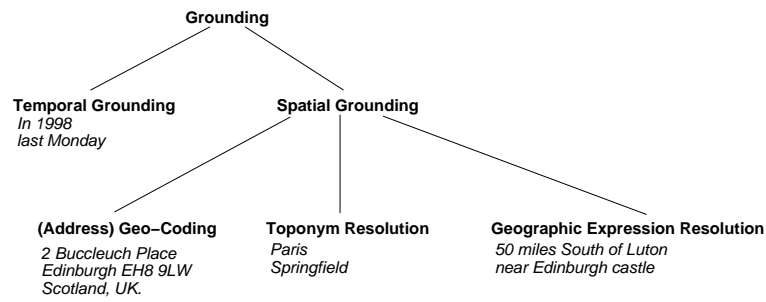 Grounding
Temporal Grounding
In 1998
last Monday
Spatial Grounding
(Address) Geo−Coding
2 Buccleuch Place
Edinburgh EH8 9LW
Scotland, UK.
Toponym Resolution
Paris
Springfield
Geographic Expression Resolution
50 miles South of Luton
near Edinburgh castle